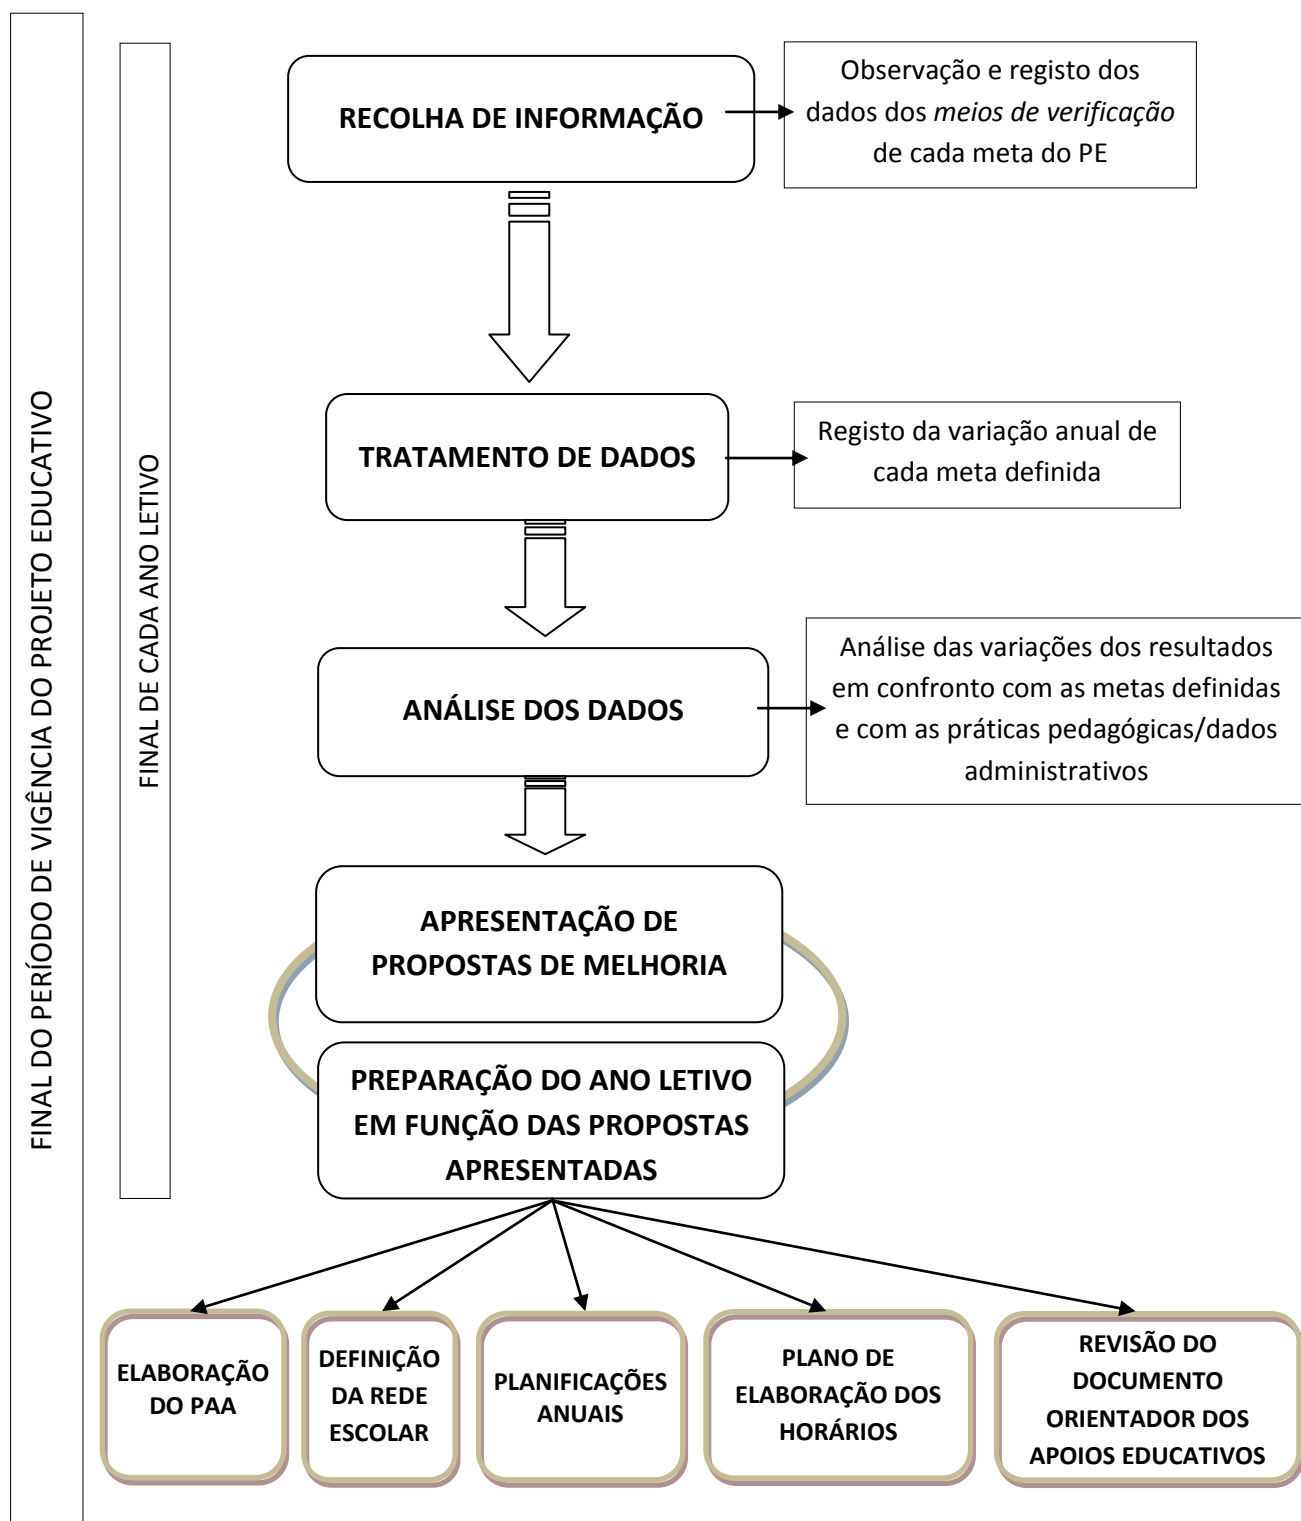 FINAL DO PERÍODO DE VIGÊNCIA DO PROJETO EDUCATIVO
FINAL DE CADA ANO LETIVO
RECOLHA DE INFORMAÇÃO
Observação e registo dos
dados dos meios de verificação
de cada meta do PE
TRATAMENTO DE DADOS
Registo da variação anual de
cada meta definida
ANÁLISE DOS DADOS
Análise das variações dos resultados
em confronto com as metas definidas
e com as práticas pedagógicas/dados
administrativos
APRESENTAÇÃO DE
PROPOSTAS DE MELHORIA
PREPARAÇÃO DO ANO LETIVO
EM FUNÇÃO DAS PROPOSTAS
APRESENTADAS
ELABORAÇÃO
DO PAA
DEFINIÇÃO
DA REDE
ESCOLAR
PLANIFICAÇÕES
ANUAIS
PLANO DE
ELABORAÇÃO DOS
HORÁRIOS
REVISÃO DO
DOCUMENTO
ORIENTADOR DOS
APOIOS EDUCATIVOS